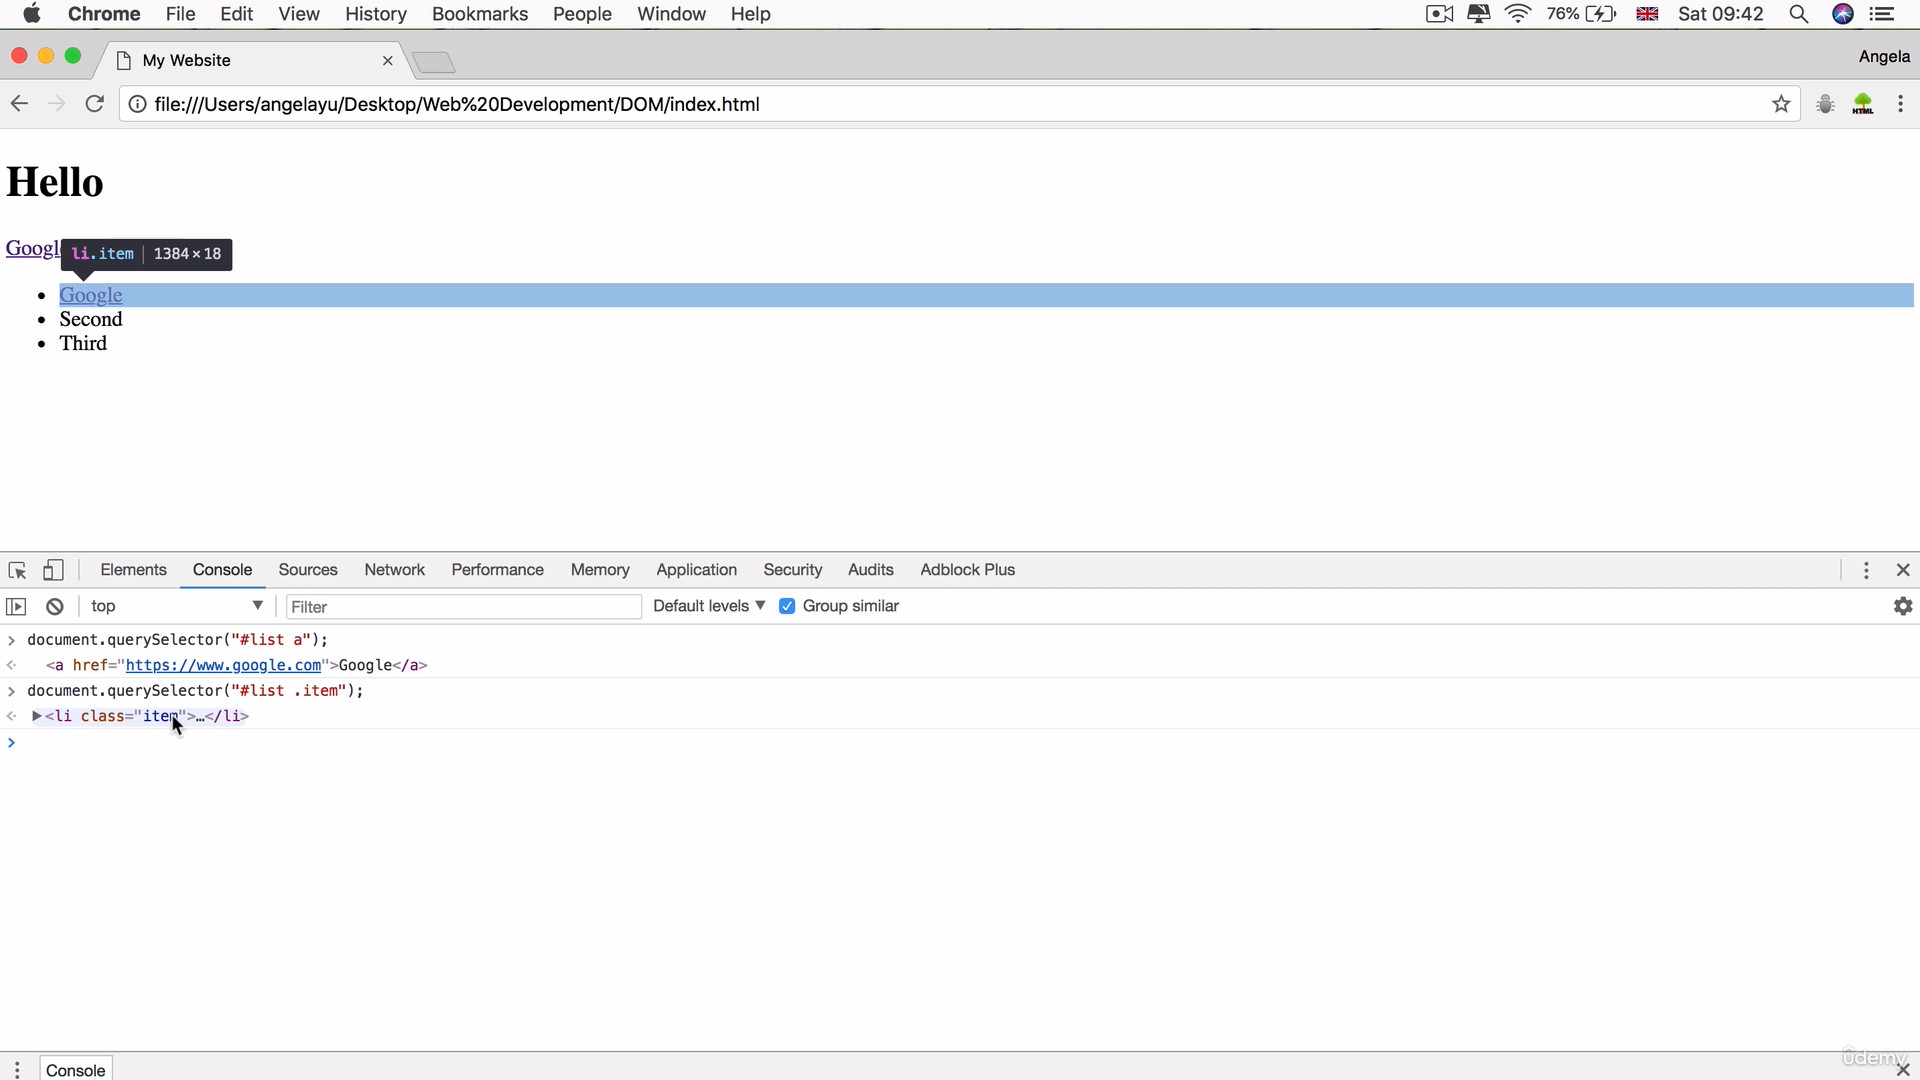 Chrome File Edit View History Bookmarks People Window Help 76% Sat 09:42
My Website
Angela
file:///Users/angelayu/Desktop/Web%20Development/DOM/index.html
HTML
Hello
Googl
li.item 1384×18
Google
Second
Third
Elements Console Sources Network Performance Memory Application Security Audits Adblock Plus
top Filter Default levels Group similar
document.querySelector("#list a");
<a href="https://www.google.com">Google</a>
document.querySelector("#list .item");
<li class="item">…</li>
Console
ûdemy